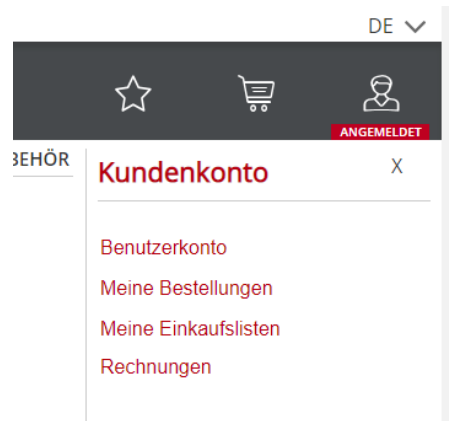 DE
ANGEMELDET
BEHÖR
Kundenkonto
X
Benutzerkonto
Meine Bestellungen
Meine Einkaufslisten
Rechnungen